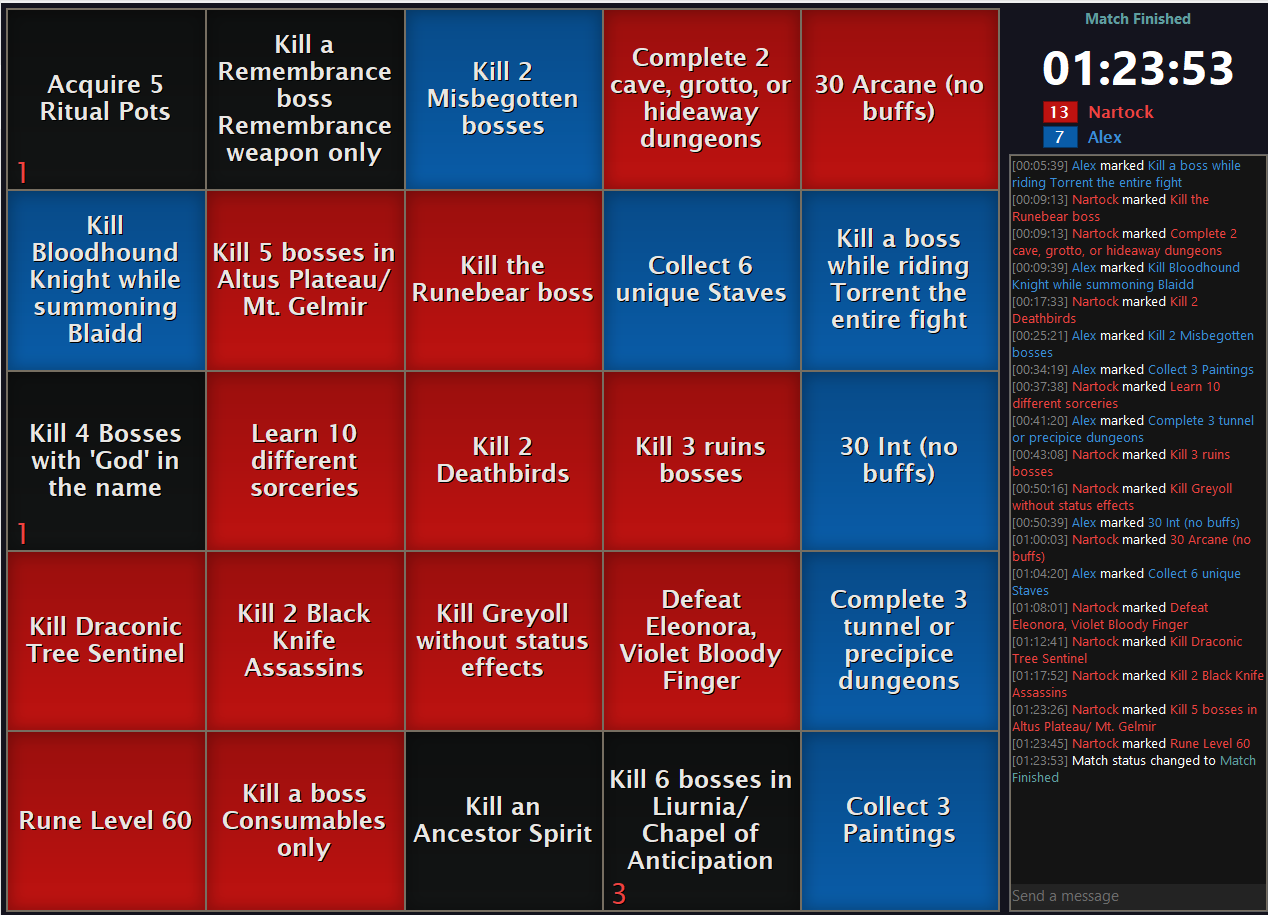 Acquire 5
Ritual Pots
1
Kill a
Remembrance
boss
Remembrance
weapon only
Kill 2
Misbegotten
bosses
Complete 2
cave, grotto, or
hideaway
dungeons
30 Arcane (no
buffs)
Kill
Bloodhound
Knight while
summoning
Blaidd
Kill 5 bosses in
Altus Plateau/
Mt. Gelmir
Kill the
Runebear boss
Collect 6
unique Staves
Kill a boss
while riding
Torrent the
entire fight
Kill 4 Bosses
with 'God' in
the name
1
Learn 10
different
sorceries
Kill 2
Deathbirds
Kill 3 ruins
bosses
30 Int (no
buffs)
Kill Draconic
Tree Sentinel
Kill 2 Black
Knife
Assassins
Kill Greyoll
without status
effects
Defeat
Eleonora,
Violet Bloody
Finger
Complete 3
tunnel or
precipice
dungeons
Rune Level 60
Kill a boss
Consumables
only
Kill an
Ancestor Spirit
Kill 6 bosses in
Liurnia/
Chapel of
Anticipation
3
Collect 3
Paintings
Match Finished
01:23:53
13 Nartock
7 Alex
[00:05:39] Alex marked Kill a boss while
riding Torrent the entire fight
[00:09:13] Nartock marked Kill the
Runebear boss
[00:09:13] Nartock marked Complete 2
cave, grotto, or hideaway dungeons
[00:09:39] Alex marked Kill Bloodhound
Knight while summoning Blaidd
[00:17:33] Nartock marked Kill 2
Deathbirds
[00:25:21] Alex marked Kill 2 Misbegotten
bosses
[00:34:19] Alex marked Collect 3 Paintings
[00:37:38] Nartock marked Learn 10
different sorceries
[00:41:20] Alex marked Complete 3 tunnel
or precipice dungeons
[00:43:08] Nartock marked Kill 3 ruins
bosses
[00:50:16] Nartock marked Kill Greyoll
without status effects
[00:50:39] Alex marked 30 Int (no buffs)
[01:00:03] Nartock marked 30 Arcane (no
buffs)
[01:04:20] Alex marked Collect 6 unique
Staves
[01:08:01] Nartock marked Defeat
Eleonora, Violet Bloody Finger
[01:12:41] Nartock marked Kill Draconic
Tree Sentinel
[01:17:52] Nartock marked Kill 2 Black Knife
Assassins
[01:23:26] Nartock marked Kill 5 bosses in
Altus Plateau/ Mt. Gelmir
[01:23:45] Nartock marked Rune Level 60
[01:23:53] Match status changed to Match
Finished
Send a message